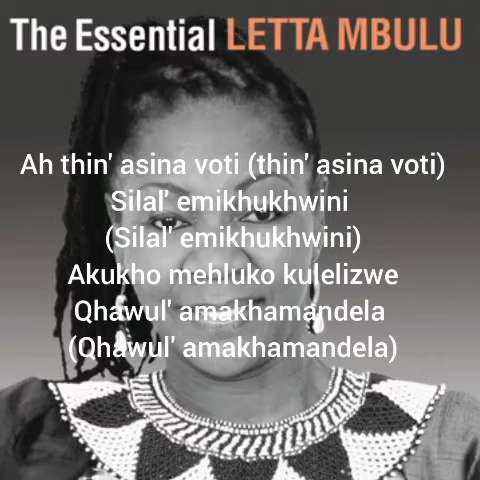 The Essential LETTA MBULU
Ah thin' asina voti (thin' asina voti)
Silal' emikhukhwini
(Silal' emikhukhwini)
Akukho mehluko kulelizwe
Qhawul' amakhamandela
(Qhawul' amakhamandela)